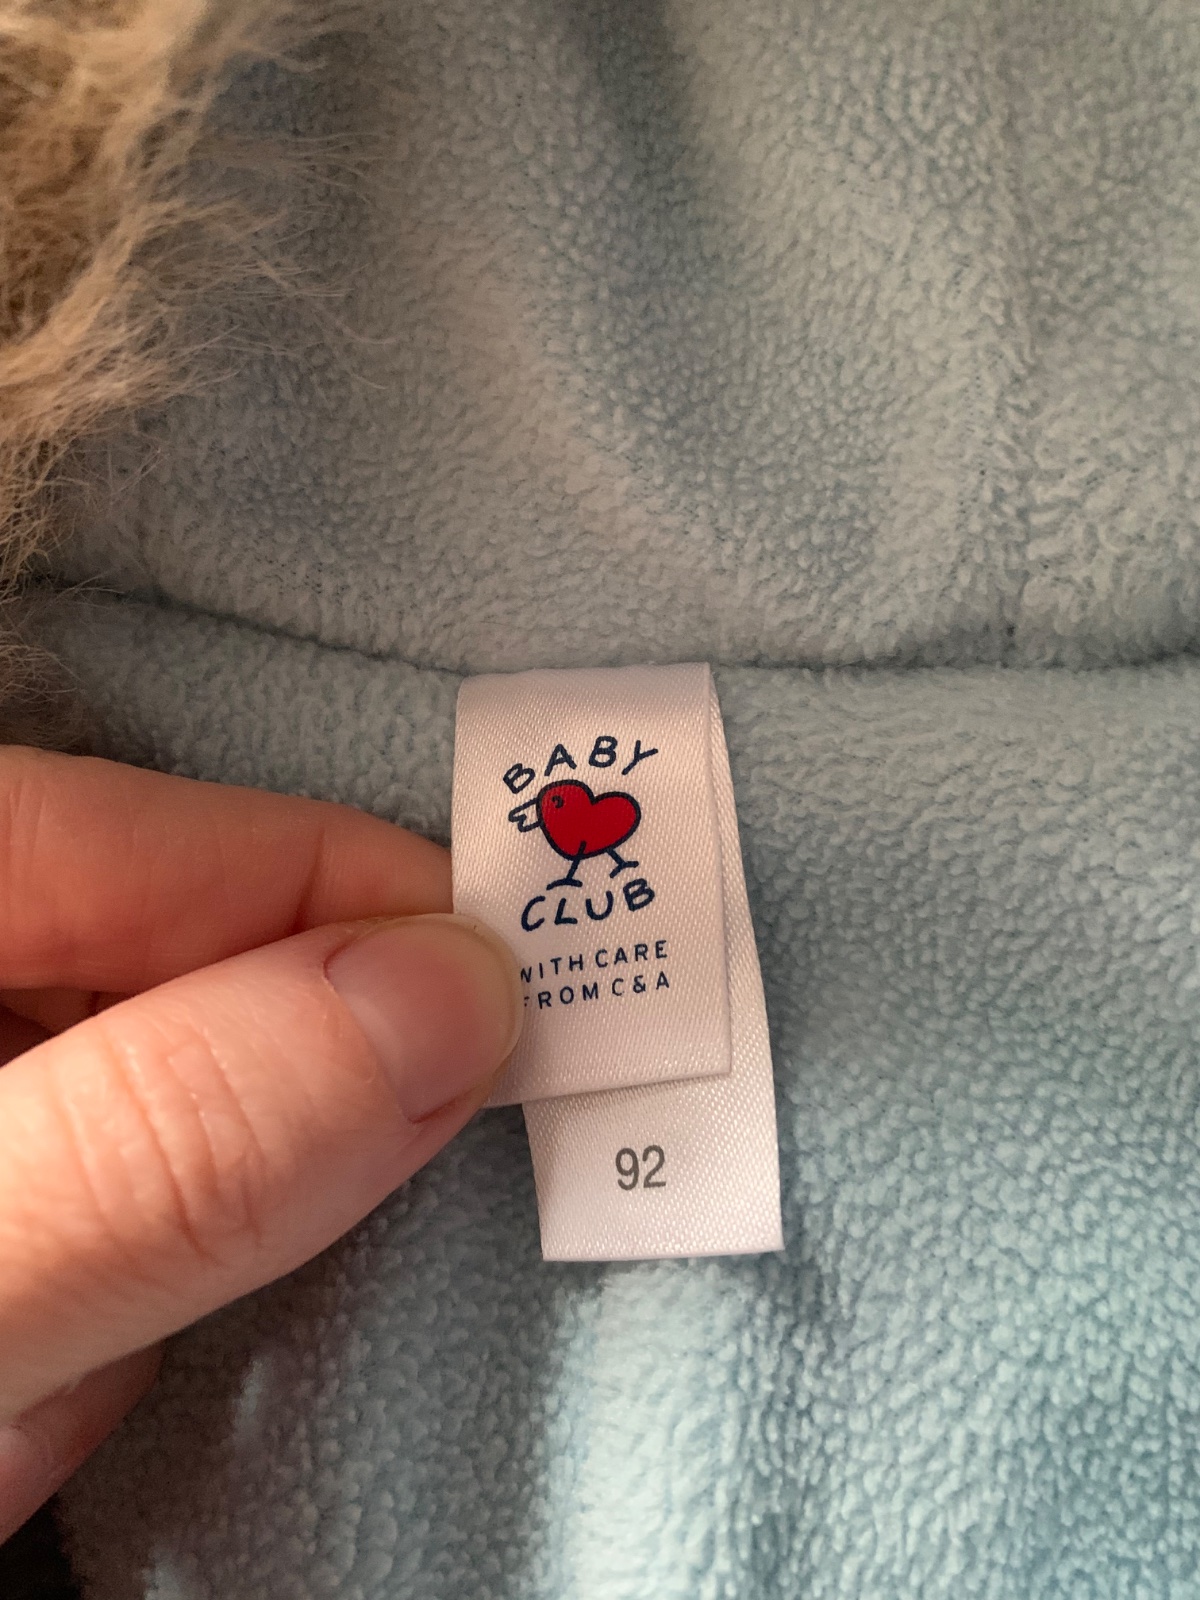 BABY
CLUB
WITH CARE
FROM C&A
92